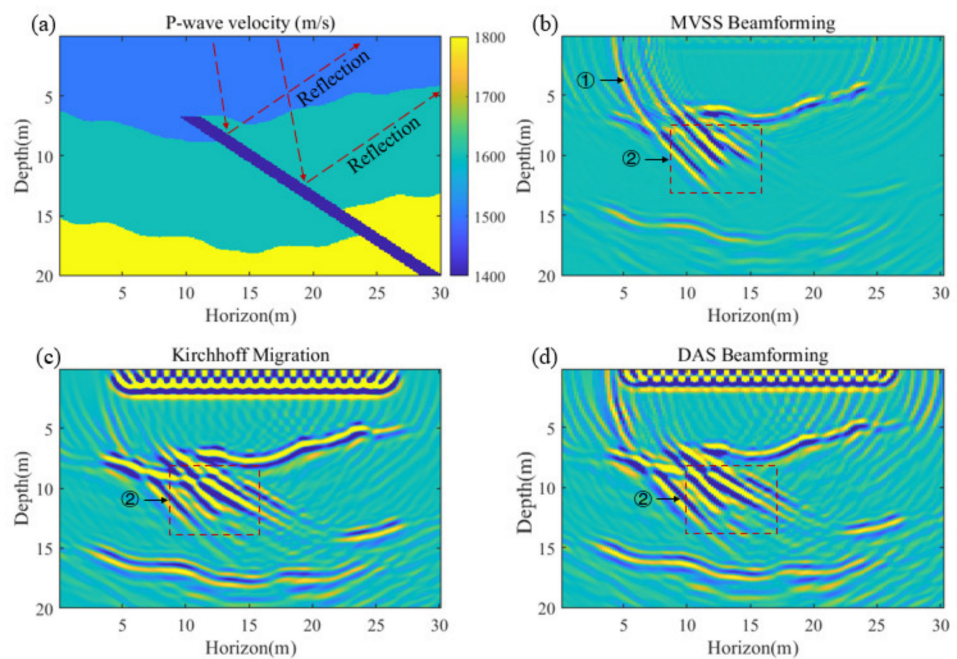 (a) P-wave velocity (m/s)
Depth(m)
5
10
15
20
5 10 15 20 25 30
Horizon(m)
Reflection
Reflection
1800
1700
1600
1500
1400
(b) MVSS Beamforming
Depth(m)
5
10
15
20
①
②
5 10 15 20 25 30
Horizon(m)
(c) Kirchhoff Migration
Depth(m)
5
10
15
20
②
5 10 15 20 25 30
Horizon(m)
(d) DAS Beamforming
Depth(m)
5
10
15
20
②
5 10 15 20 25 30
Horizon(m)